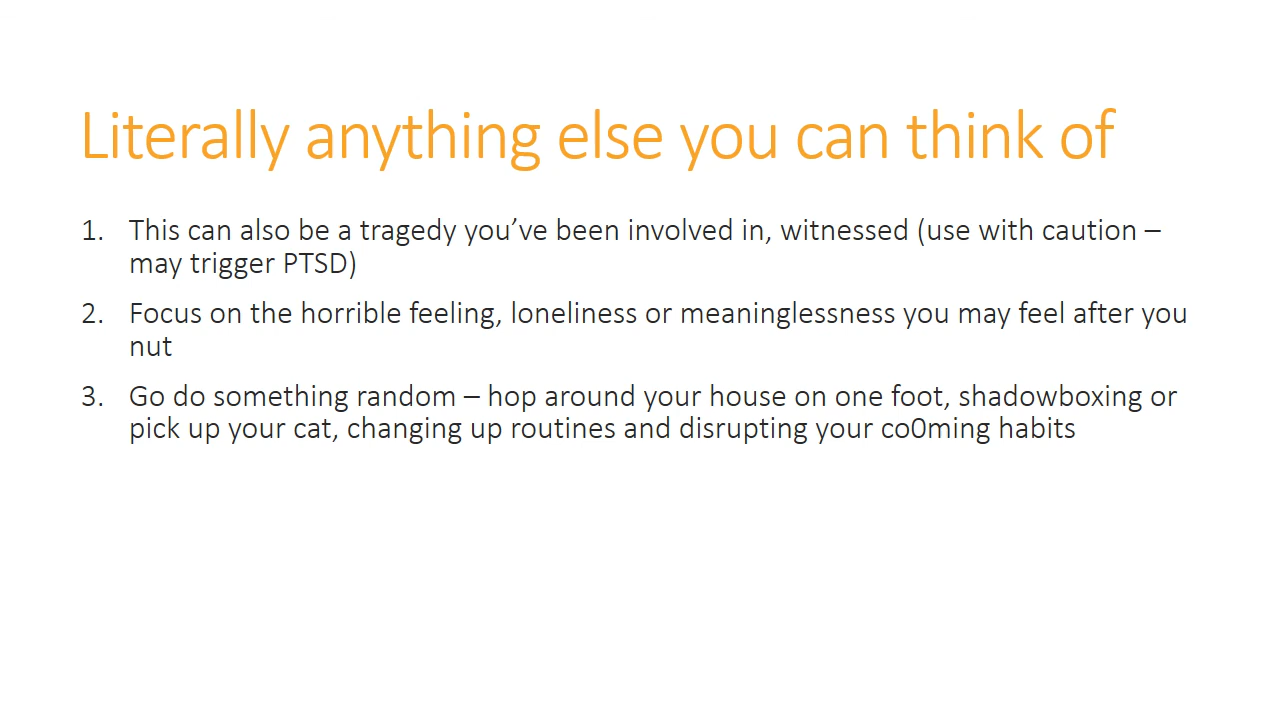 Literally anything else you can think of
1. This can also be a tragedy you’ve been involved in, witnessed (use with caution –
may trigger PTSD)
2. Focus on the horrible feeling, loneliness or meaninglessness you may feel after you
nut
3. Go do something random – hop around your house on one foot, shadowboxing or
pick up your cat, changing up routines and disrupting your co0ming habits